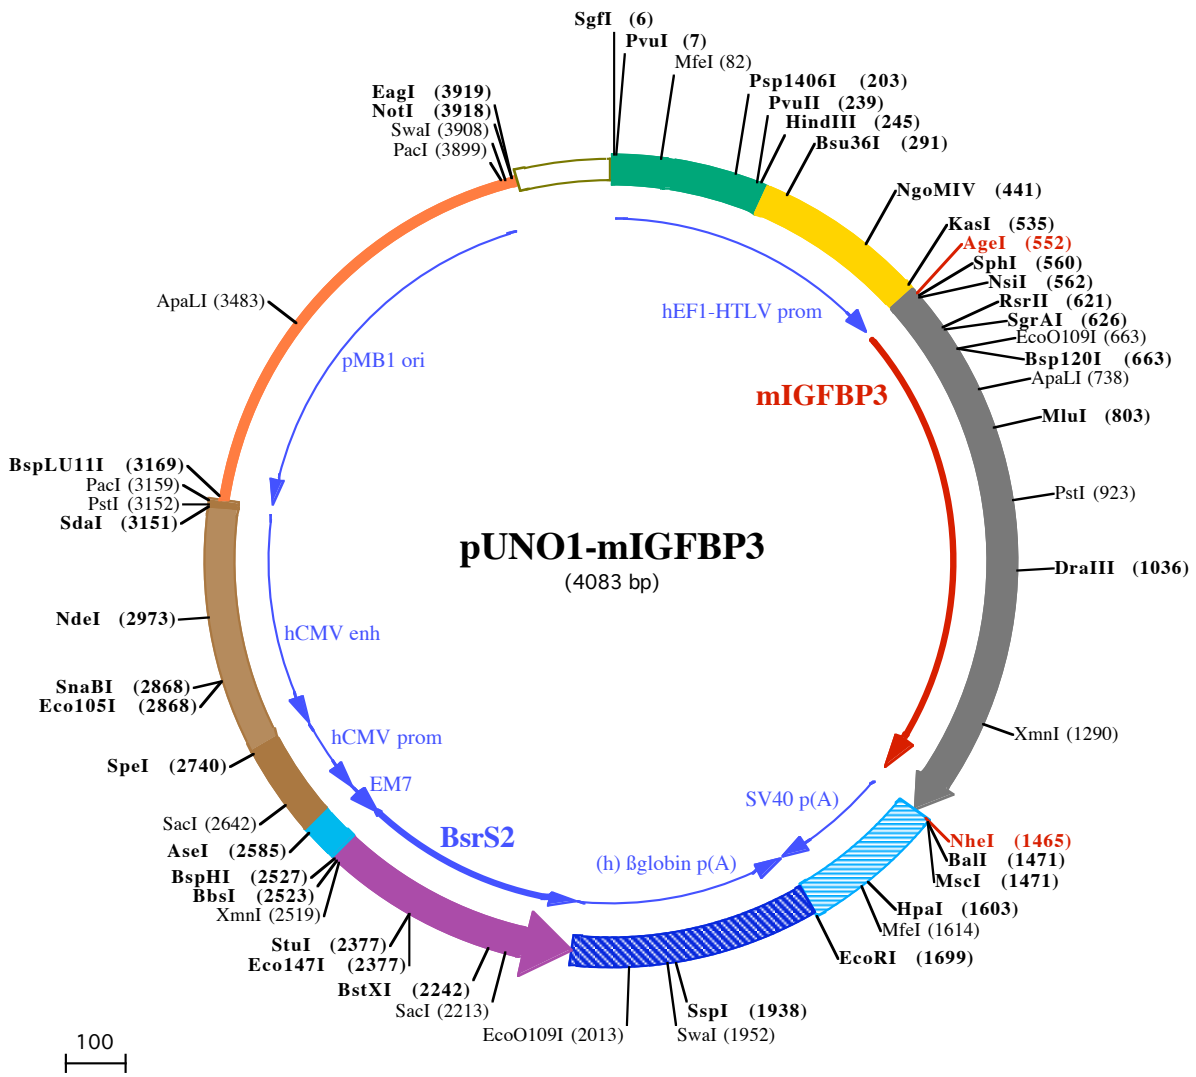 SgfI (6)
PvuI (7)
MfeI (82)
Psp1406I (203)
PvuII (239)
HindIII (245)
Bsu36I (291)
NgoMIV (441)
KasI (535)
AgeI (552)
SphI (560)
NsiI (562)
RsrII (621)
SgrAI (626)
EcoO109I (663)
Bsp120I (663)
ApaLI (738)
MluI (803)
PstI (923)
DraIII (1036)
XmnI (1290)
NheI (1465)
BalI (1471)
MscI (1471)
HpaI (1603)
MfeI (1614)
EcoRI (1699)
SspI (1938)
SwaI (1952)
EcoO109I (2013)
SacI (2213)
BstXI (2242)
Eco147I (2377)
StuI (2377)
XmnI (2519)
BbsI (2523)
BspHI (2527)
AseI (2585)
SacI (2642)
SpeI (2740)
Eco105I (2868)
SnaBI (2868)
NdeI (2973)
SdaI (3151)
PstI (3152)
PacI (3159)
BspLU11I (3169)
ApaLI (3483)
PacI (3899)
SwaI (3908)
NotI (3918)
EagI (3919)
hEF1-HTLV prom
mIGFBP3
SV40 p(A)
(h) ßglobin p(A)
BsrS2
EM7
hCMV prom
hCMV enh
pMB1 ori
pUNO1-mIGFBP3
(4083 bp)
100